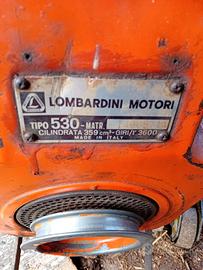 LOMBARDINI MOTORI
TIPO 530-MATR.
CILINDRATA 359 cm³-GIRI/1' 3600
MADE IN ITALY